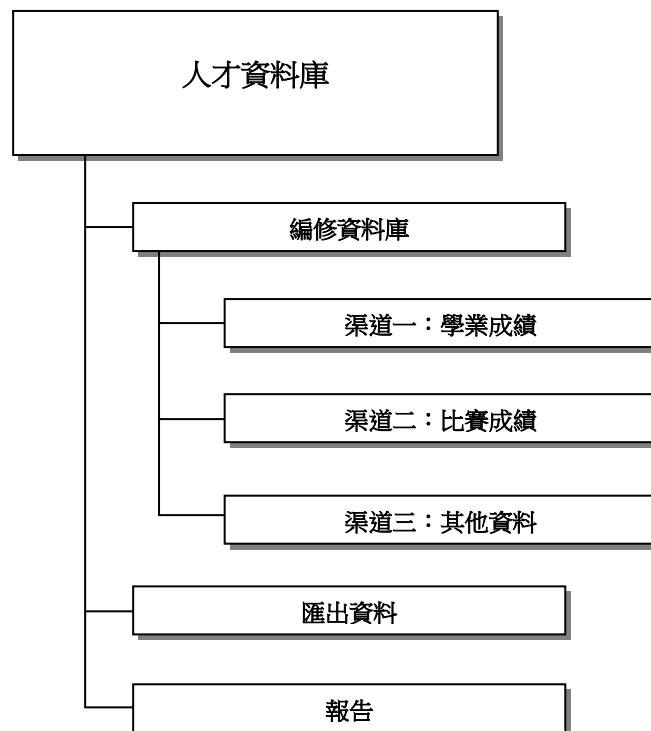 人才資料庫
編修資料庫
渠道一：學業成績
渠道二：比賽成績
渠道三：其他資料
匯出資料
報告